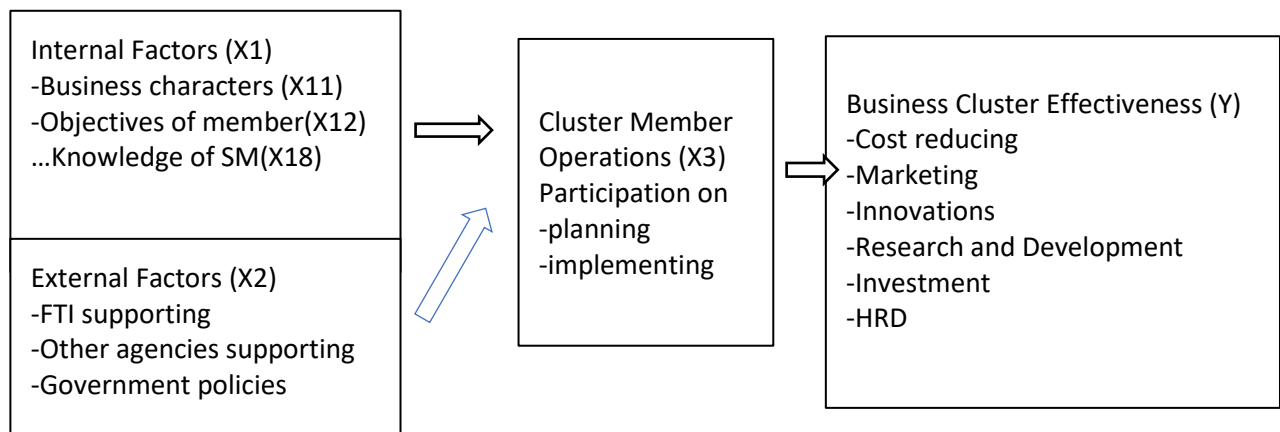 Internal Factors (X1)
-Business characters (X11)
-Objectives of member(X12)
...Knowledge of SM(X18)
External Factors (X2)
-FTI supporting
-Other agencies supporting
-Government policies
Cluster Member
Operations (X3)
Participation on
-planning
-implementing
Business Cluster Effectiveness (Y)
-Cost reducing
-Marketing
-Innovations
-Research and Development
-Investment
-HRD